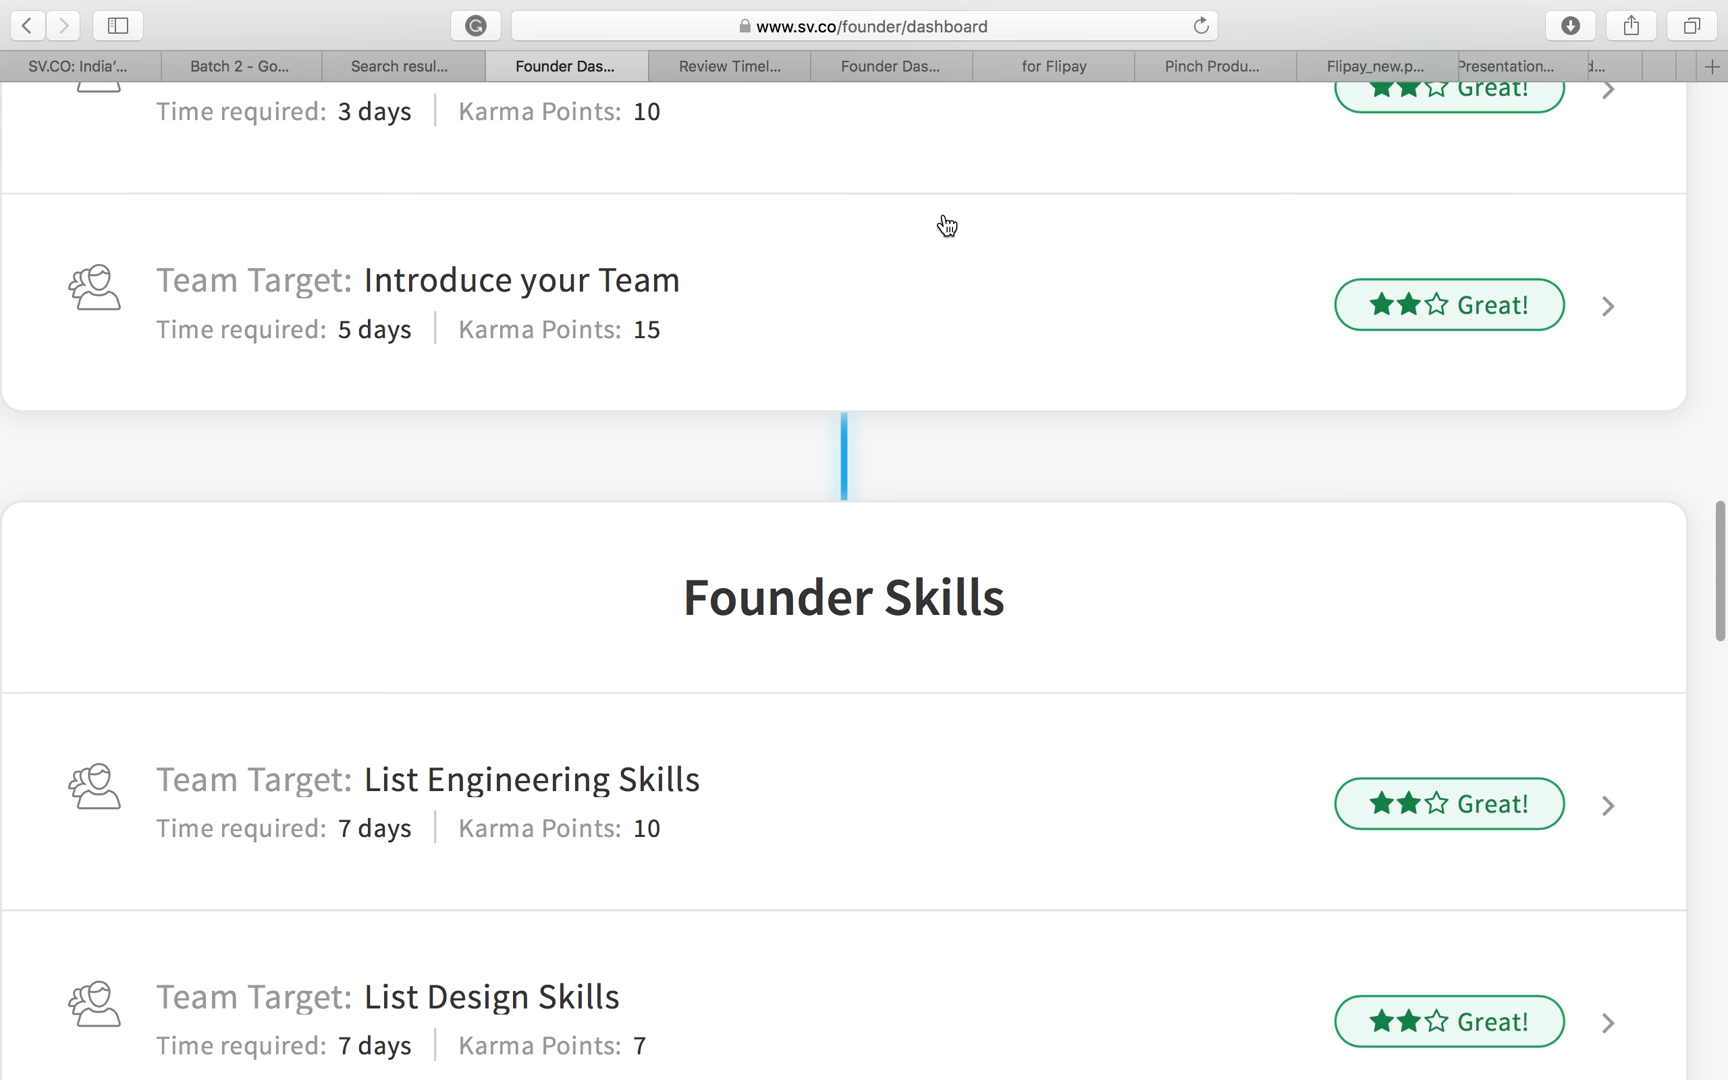 www.sv.co/founder/dashboard
SV.CO: India'...
Batch 2 - Go...
Search resul...
Founder Das...
Review Timel...
Founder Das...
for Flipay
Pinch Produ...
Flipay_new.p...
Presentation...
d...
Time required: 3 days | Karma Points: 10
Great!
Team Target: Introduce your Team
Time required: 5 days | Karma Points: 15
Great!
Founder Skills
Team Target: List Engineering Skills
Time required: 7 days | Karma Points: 10
Great!
Team Target: List Design Skills
Time required: 7 days | Karma Points: 7
Great!